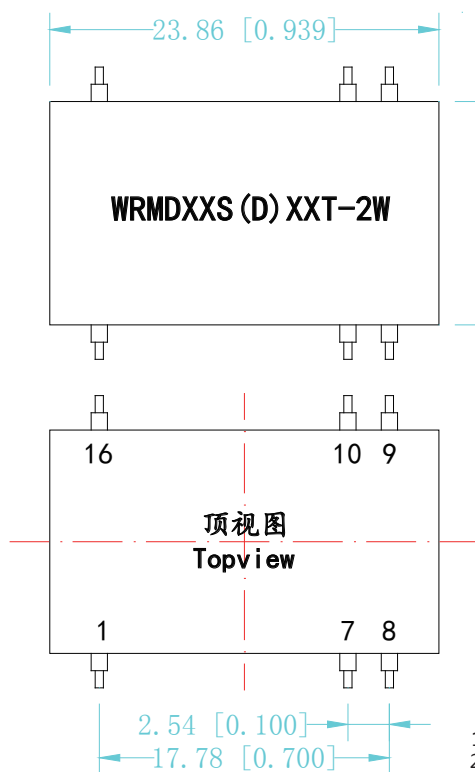 23.86 [0.939]
WRMDXXS(D)XXT-2W
16 10 9
顶视图
Topview
1 7 8
2.54 [0.100]
17.78 [0.700]